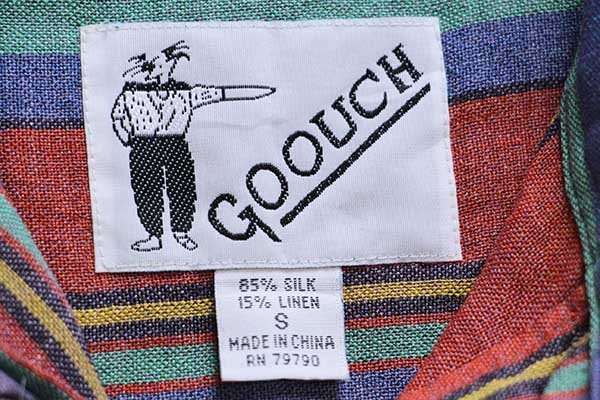 GOOUCH
85% SILK
15% LINEN
S
MADE IN CHINA
RN 79790